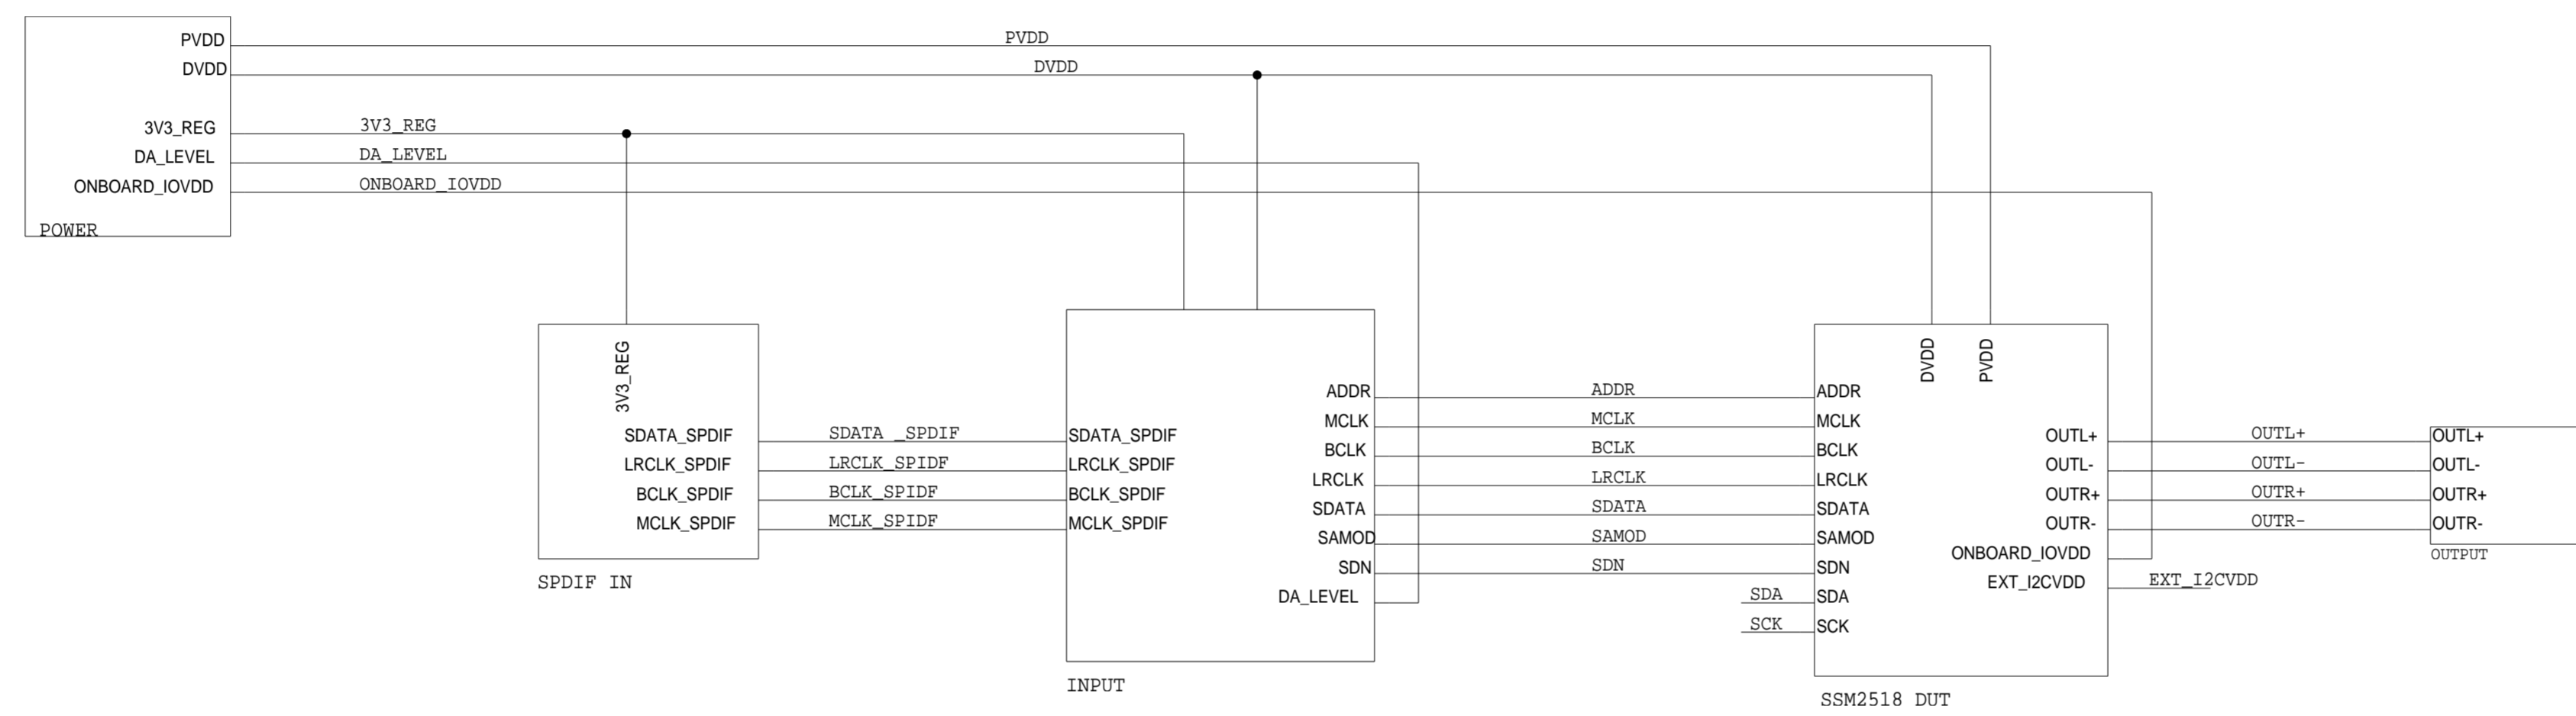 PVDD
PVDD
DVDD
DVDD
3V3_REG
3V3_REG
DA_LEVEL
DA_LEVEL
ONBOARD_IOVDD
ONBOARD_IOVDD
POWER
3V3_REG
SDATA_SPDIF
LRCLK_SPDIF
BCLK_SPDIF
MCLK_SPDIF
SPDIF IN
SDATA _SPDIF
LRCLK_SPIDF
BCLK_SPIDF
MCLK_SPIDF
SDATA_SPDIF
LRCLK_SPDIF
BCLK_SPDIF
MCLK_SPDIF
ADDR
MCLK
BCLK
LRCLK
SDATA
SAMOD
SDN
DA_LEVEL
INPUT
ADDR
MCLK
BCLK
LRCLK
SDATA
SAMOD
SDN
SDA
SCK
DVDD
PVDD
ADDR
MCLK
BCLK
LRCLK
SDATA
SAMOD
SDN
SDA
SCK
OUTL+
OUTL-
OUTR+
OUTR-
ONBOARD_IOVDD
EXT_I2CVDD
SSM2518 DUT
OUTL+
OUTL-
OUTR+
OUTR-
EXT_I2CVDD
OUTL+
OUTL-
OUTR+
OUTR-
OUTPUT